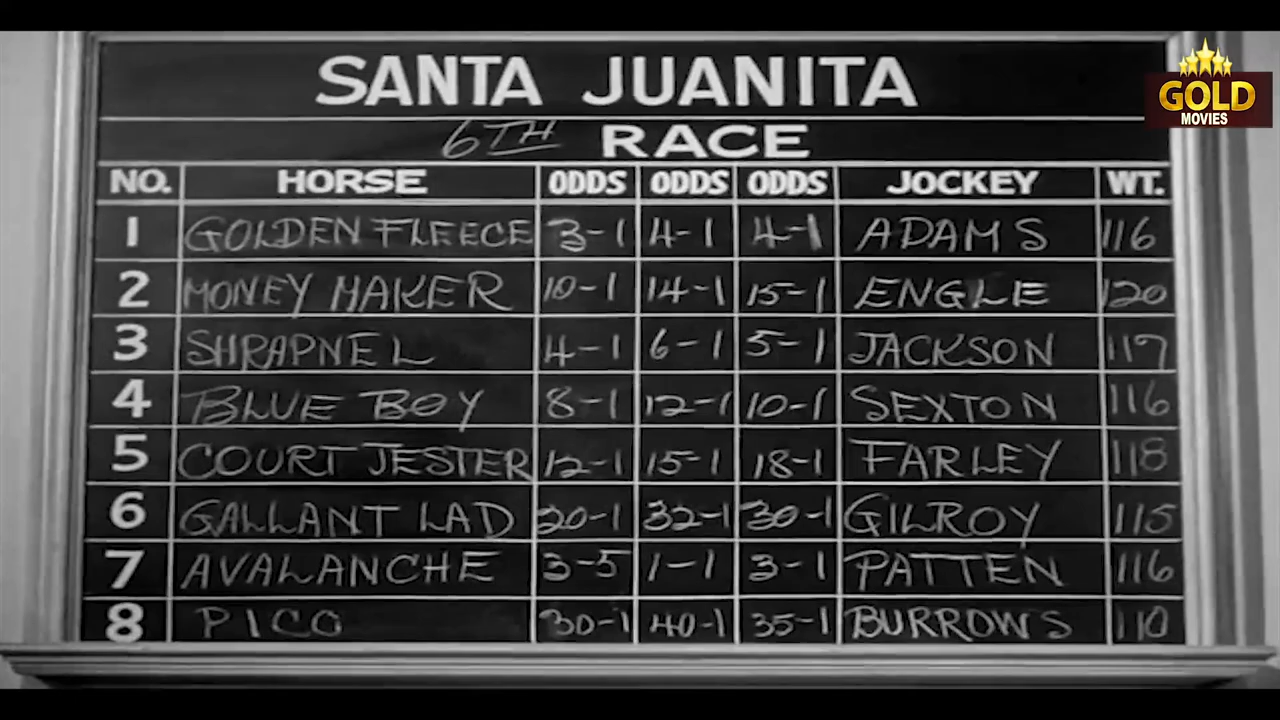 SANTA JUANITA
6TH RACE
NO. HORSE ODDS ODDS ODDS JOCKEY WT.
1 GOLDEN FLEECE 3-1 4-1 4-1 ADAMS 116
2 MONEY MAKER 10-1 14-1 15-1 ENGLE 120
3 SHRAPNEL 4-1 6-1 5-1 JACKSON 117
4 BLUE BOY 8-1 12-1 10-1 SEXTON 116
5 COURT JESTER 12-1 15-1 18-1 FARLEY 118
6 GALLANT LAD 20-1 32-1 30-1 GILROY 115
7 AVALANCHE 3-5 1-1 3-1 PATTEN 116
8 PICO 30-1 40-1 35-1 BURROWS 110
GOLD
MOVIES